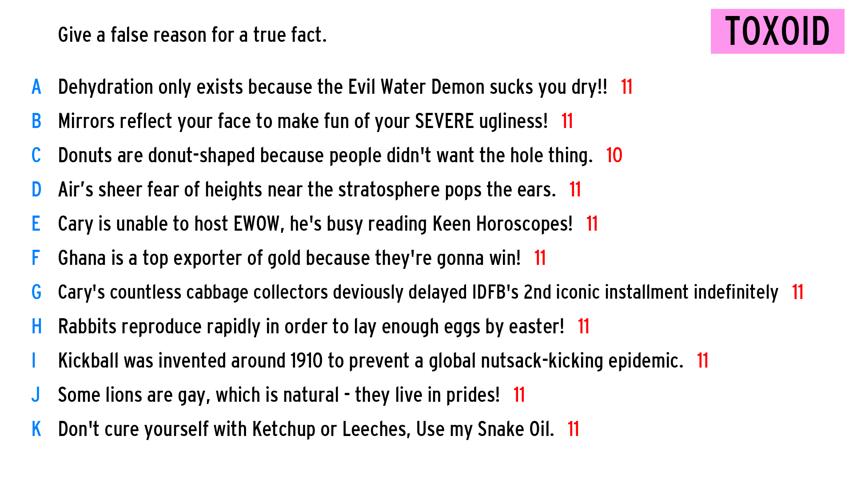 Give a false reason for a true fact.
TOXOID
A Dehydration only exists because the Evil Water Demon sucks you dry!! 11
B Mirrors reflect your face to make fun of your SEVERE ugliness! 11
C Donuts are donut-shaped because people didn't want the hole thing. 10
D Air's sheer fear of heights near the stratosphere pops the ears. 11
E Cary is unable to host EWOW, he's busy reading Keen Horoscopes! 11
F Ghana is a top exporter of gold because they're gonna win! 11
G Cary's countless cabbage collectors deviously delayed IDFB's 2nd iconic installment indefinitely 11
H Rabbits reproduce rapidly in order to lay enough eggs by easter! 11
I Kickball was invented around 1910 to prevent a global nutsack-kicking epidemic. 11
J Some lions are gay, which is natural - they live in prides! 11
K Don't cure yourself with Ketchup or Leeches, Use my Snake Oil. 11